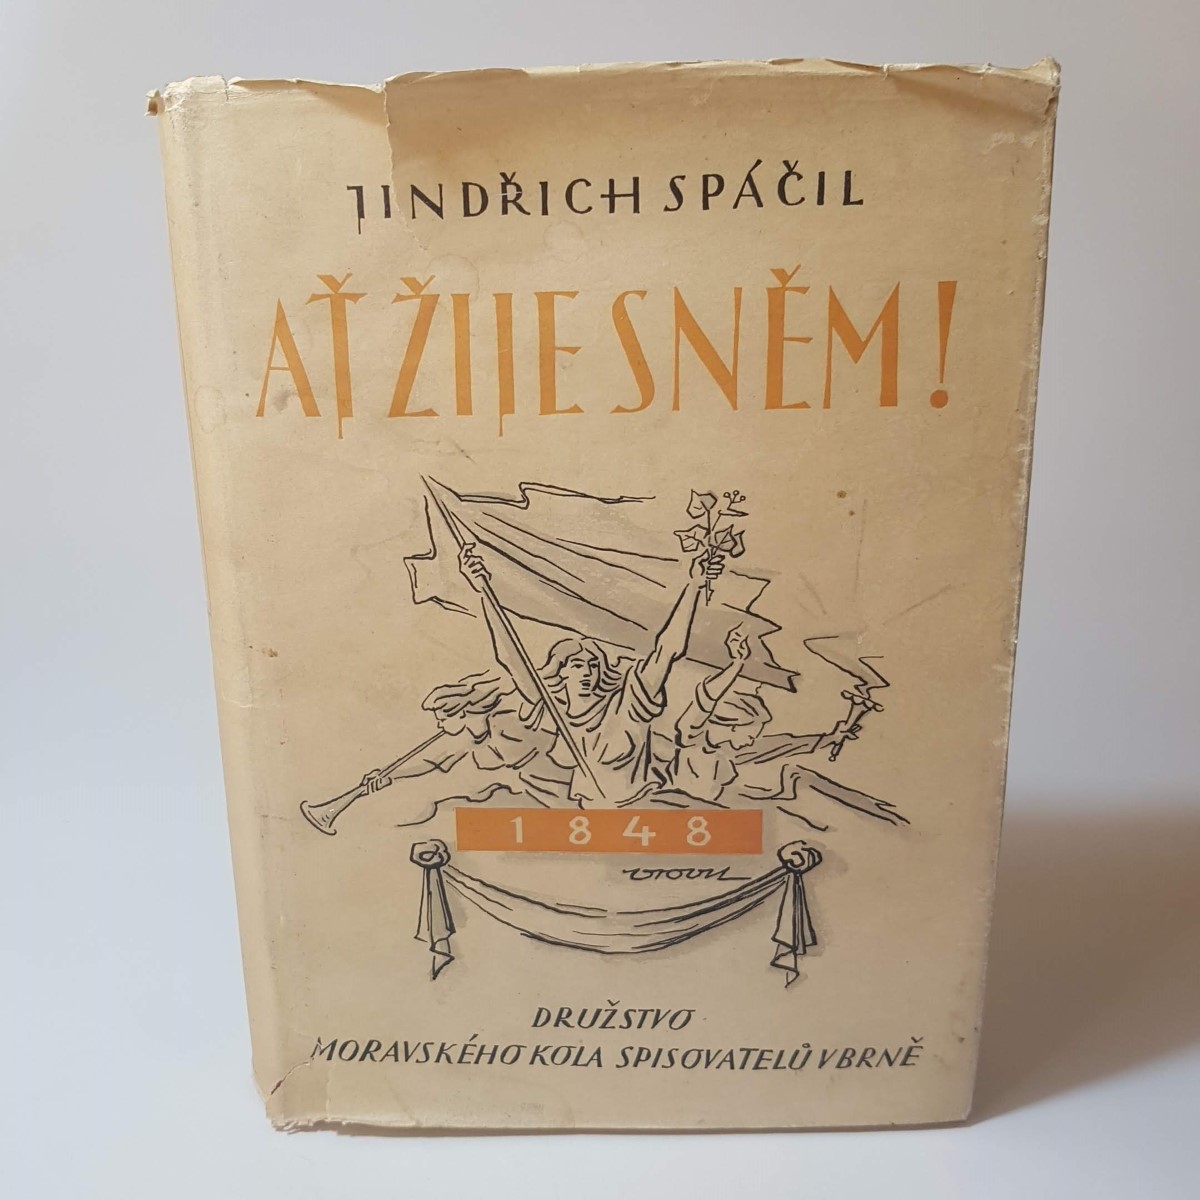 JINDŘICH SPÁČIL
AŤ ŽIJE SNĚM!
1848
DRUŽSTVO
MORAVSKÉHO KOLA SPISOVATELŮ V BRNĚ